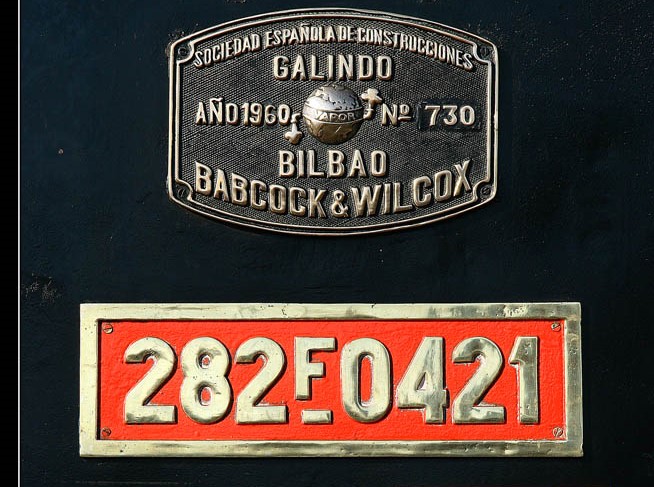 SOCIEDAD ESPAÑOLA DE CONSTRUCCIONES
GALINDO
AÑO 1960 VAPOR Nº 730
BILBAO
BABCOCK & WILCOX
282F0421